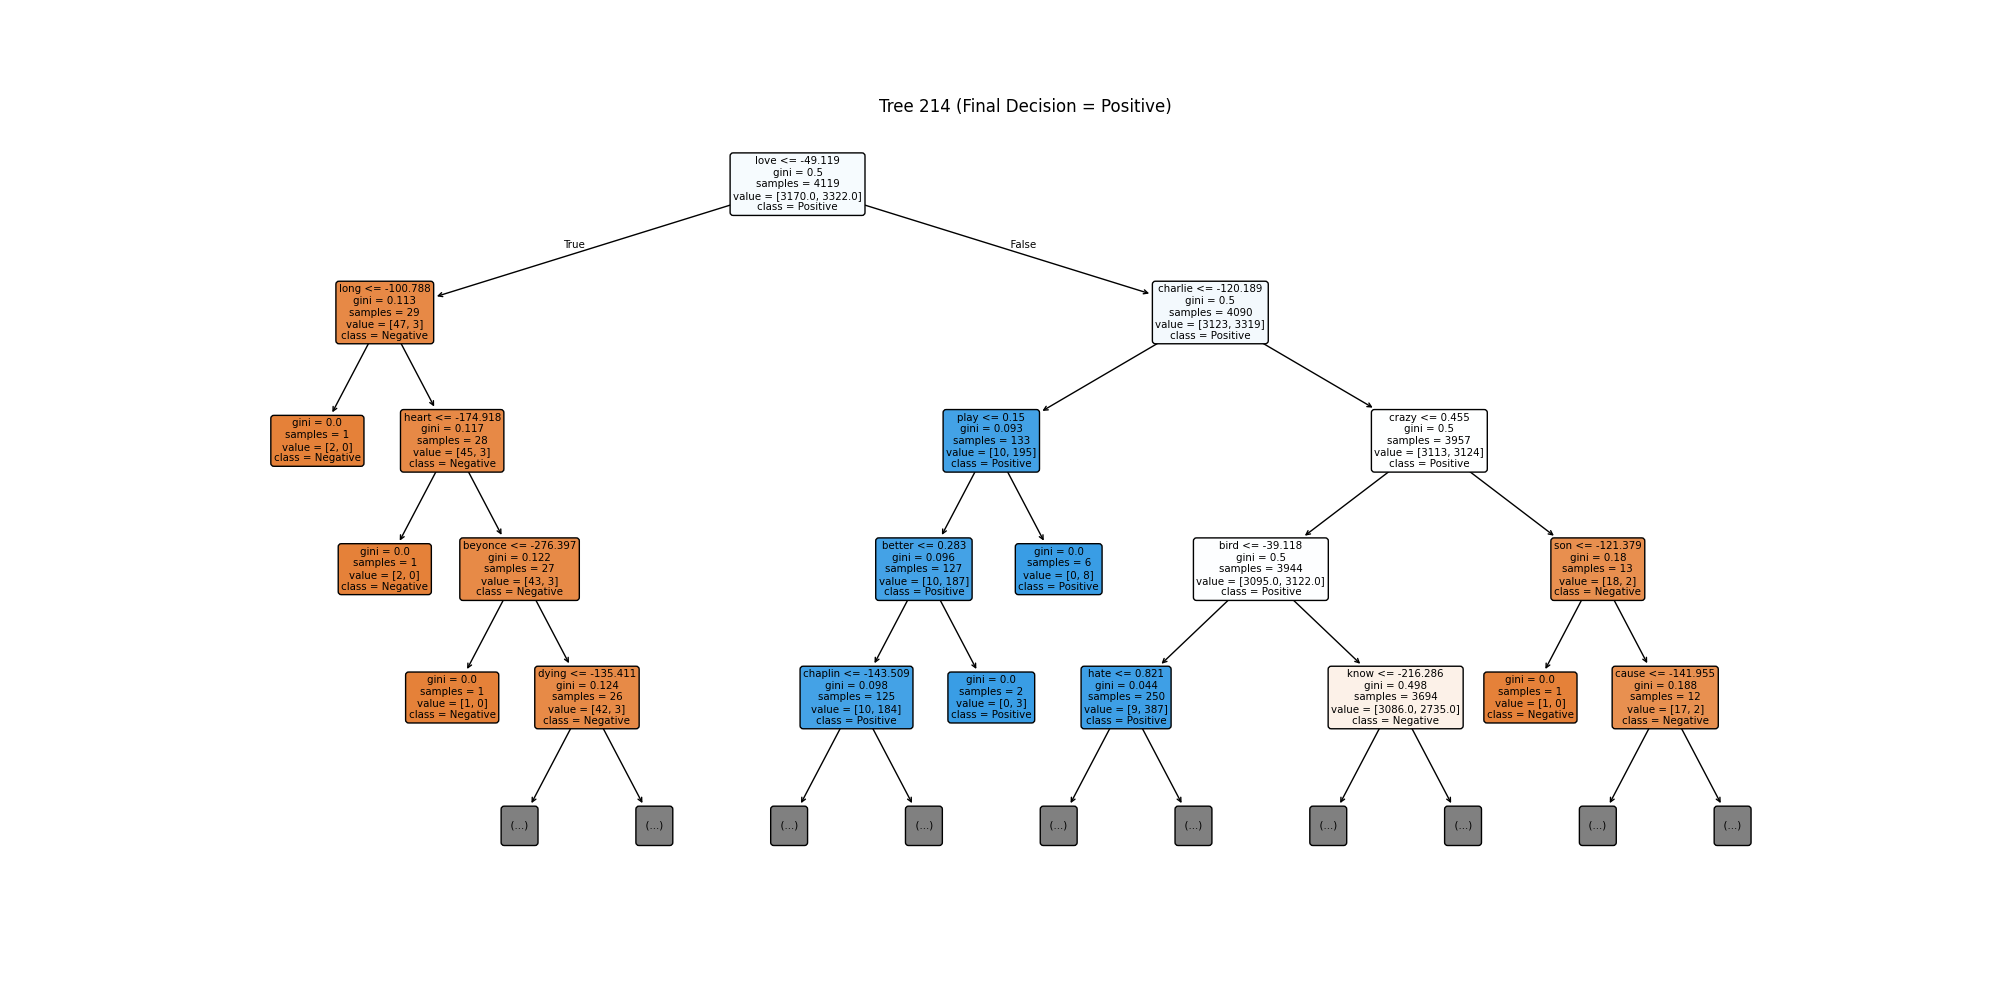 Tree 214 (Final Decision = Positive)
love <= -49.119
gini = 0.5
samples = 4119
value = [3170.0, 3322.0]
class = Positive
True
False
long <= -100.788
gini = 0.113
samples = 29
value = [47, 3]
class = Negative
charlie <= -120.189
gini = 0.5
samples = 4090
value = [3123, 3319]
class = Positive
gini = 0.0
samples = 1
value = [2, 0]
class = Negative
heart <= -174.918
gini = 0.117
samples = 28
value = [45, 3]
class = Negative
play <= 0.15
gini = 0.093
samples = 133
value = [10, 195]
class = Positive
crazy <= 0.455
gini = 0.5
samples = 3957
value = [3113, 3124]
class = Positive
gini = 0.0
samples = 1
value = [2, 0]
class = Negative
beyonce <= -276.397
gini = 0.122
samples = 27
value = [43, 3]
class = Negative
better <= 0.283
gini = 0.096
samples = 127
value = [10, 187]
class = Positive
gini = 0.0
samples = 6
value = [0, 8]
class = Positive
bird <= -39.118
gini = 0.5
samples = 3944
value = [3095.0, 3122.0]
class = Positive
son <= -121.379
gini = 0.18
samples = 13
value = [18, 2]
class = Negative
gini = 0.0
samples = 1
value = [1, 0]
class = Negative
dying <= -135.411
gini = 0.124
samples = 26
value = [42, 3]
class = Negative
chaplin <= -143.509
gini = 0.098
samples = 125
value = [10, 184]
class = Positive
gini = 0.0
samples = 2
value = [0, 3]
class = Positive
hate <= 0.821
gini = 0.044
samples = 250
value = [9, 387]
class = Positive
know <= -216.286
gini = 0.498
samples = 3694
value = [3086.0, 2735.0]
class = Negative
gini = 0.0
samples = 1
value = [1, 0]
class = Negative
cause <= -141.955
gini = 0.188
samples = 12
value = [17, 2]
class = Negative
(...)
(...)
(...)
(...)
(...)
(...)
(...)
(...)
(...)
(...)